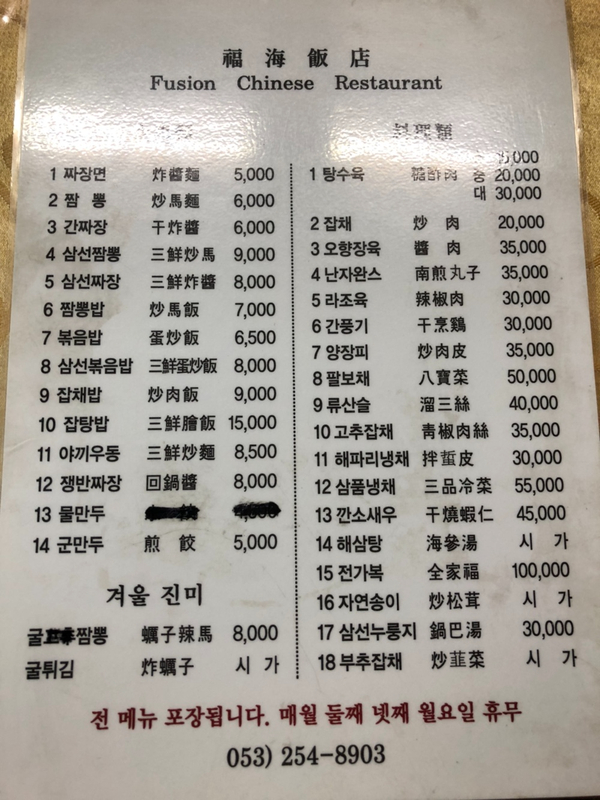 福海飯店
Fusion Chinese Restaurant
1 짜장면 炸醬麵 5,000
2 짬 뽕 炒馬麵 6,000
3 간짜장 干炸醬 6,000
4 삼선짬뽕 三鮮炒馬 9,000
5 삼선짜장 三鮮炸醬 8,000
6 짬뽕밥 炒馬飯 7,000
7 볶음밥 蛋炒飯 6,500
8 삼선볶음밥 三鮮蛋炒飯 8,000
9 잡채밥 炒肉飯 9,000
10 잡탕밥 三鮮膾飯 15,000
11 야끼우동 三鮮炒麵 8,500
12 쟁반짜장 回鍋醬 8,000
13 물만두
14 군만두 煎 餃 5,000
겨울 진미
굴짬뽕 蠣子辣馬 8,000
굴튀김 炸蠣子 시 가
料理類
1 탕수육 糖醋肉 중 20,000
대 30,000
2 잡채 炒 肉 20,000
3 오향장육 醬 肉 35,000
4 난자완스 南煎丸子 35,000
5 라조육 辣椒肉 30,000
6 간풍기 干烹鷄 30,000
7 양장피 炒肉皮 35,000
8 팔보채 八寶菜 50,000
9 류산슬 溜三絲 40,000
10 고추잡채 靑椒肉絲 35,000
11 해파리냉채 拌蜇皮 30,000
12 삼품냉채 三品冷菜 55,000
13 깐소새우 干燒蝦仁 45,000
14 해삼탕 海參湯 시 가
15 전가복 全家福 100,000
16 자연송이 炒松茸 시 가
17 삼선누룽지 鍋巴湯 30,000
18 부추잡채 炒韮菜 시 가
전 메뉴 포장됩니다. 매월 둘째 넷째 월요일 휴무
053) 254-8903